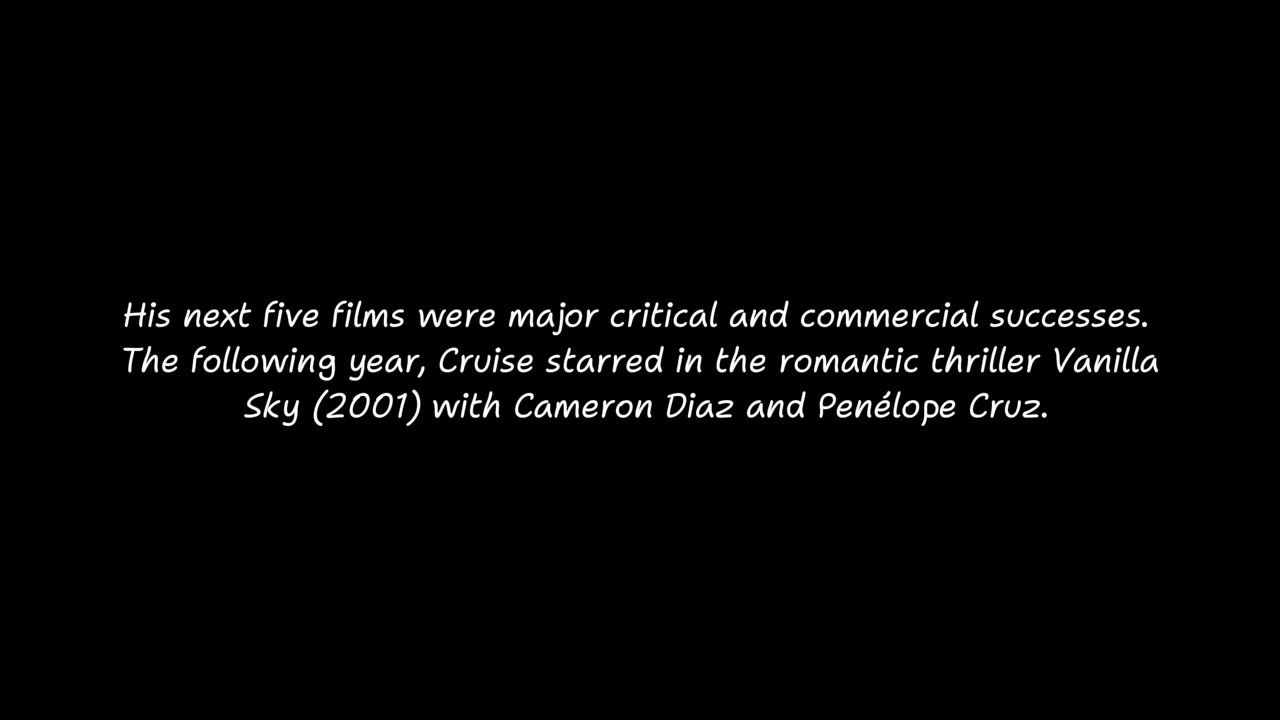 His next five films were major critical and commercial successes.
The following year, Cruise starred in the romantic thriller Vanilla
Sky (2001) with Cameron Diaz and Penélope Cruz.